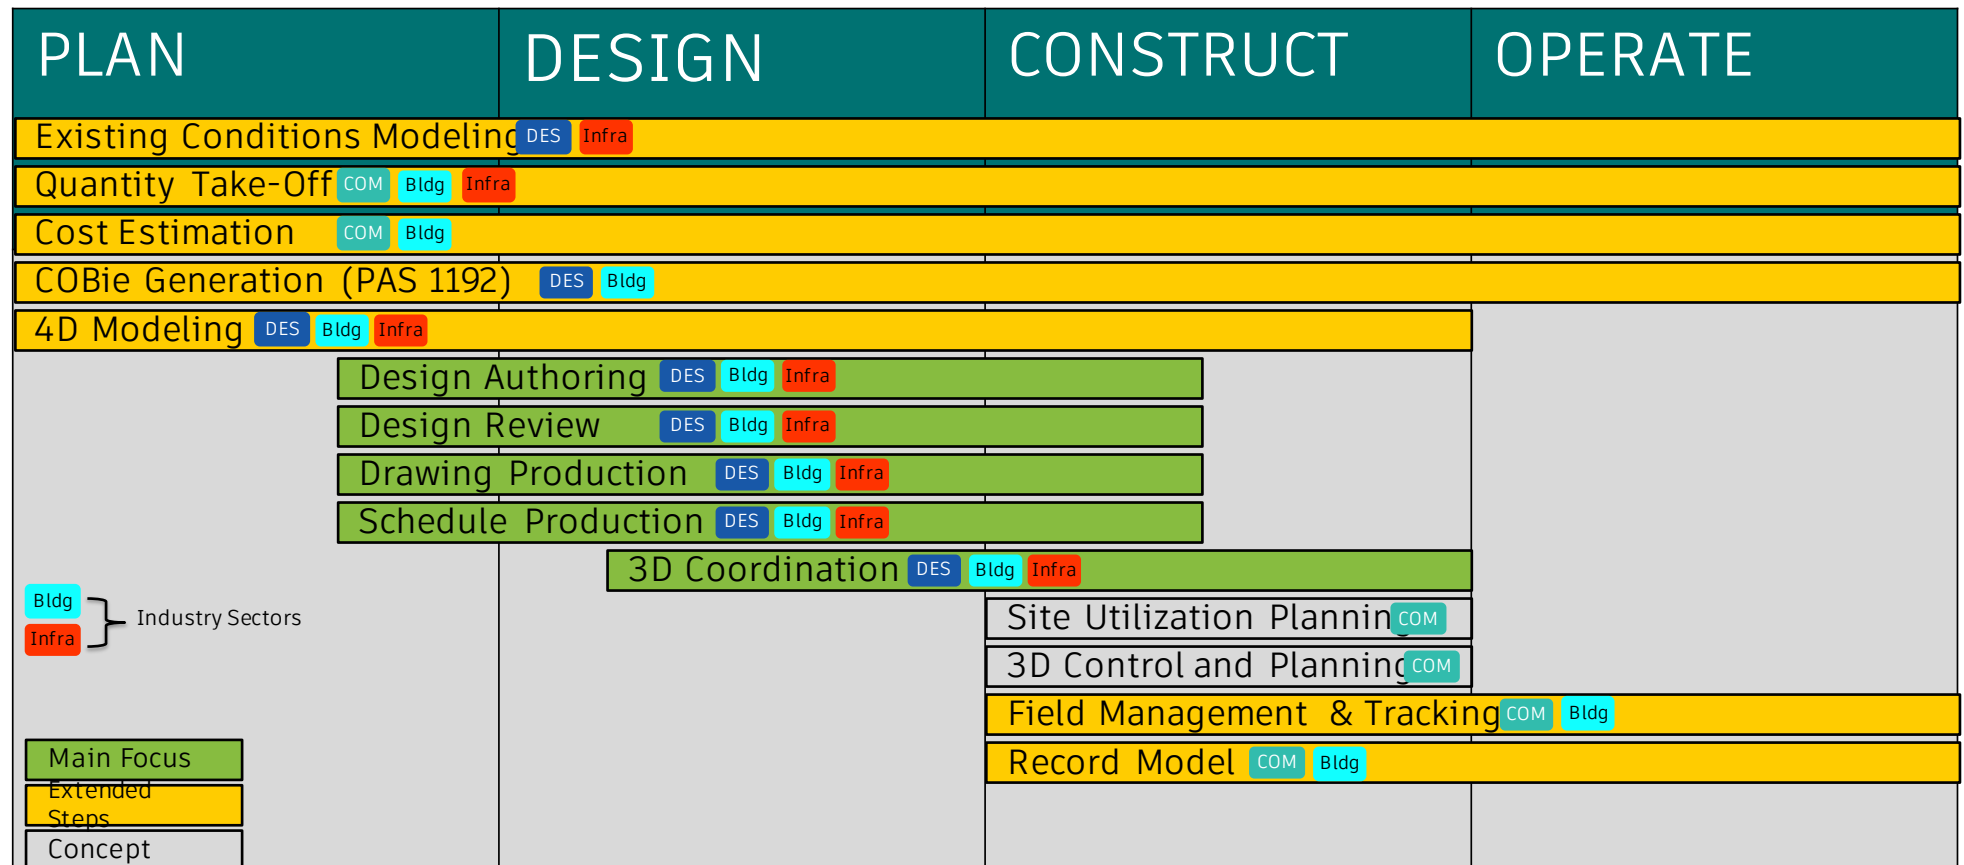 PLAN DESIGN CONSTRUCT OPERATE
Existing Conditions Modeling DES Infra
Quantity Take-Off COM Bldg Infra
Cost Estimation COM Bldg
COBie Generation (PAS 1192) DES Bldg
4D Modeling DES Bldg Infra
Design Authoring DES Bldg Infra
Design Review DES Bldg Infra
Drawing Production DES Bldg Infra
Schedule Production DES Bldg Infra
3D Coordination DES Bldg Infra
Bldg
Infra
Industry Sectors
Site Utilization Planning COM
3D Control and Planning COM
Field Management & Tracking COM Bldg
Record Model COM Bldg
Main Focus
Extended
Steps
Concept